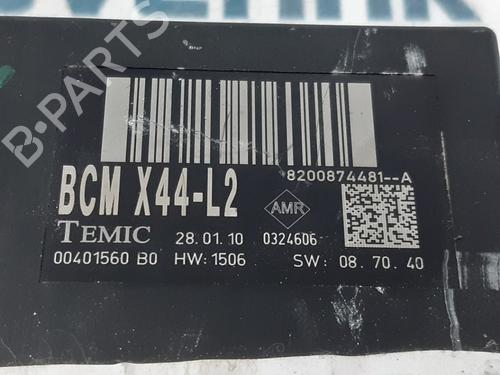 B-PARTS
8200874481--A
BCM X44-L2
AMR
TEMIC 28.01.10 0324606
00401560 B0 HW:1506 SW: 08.70.40